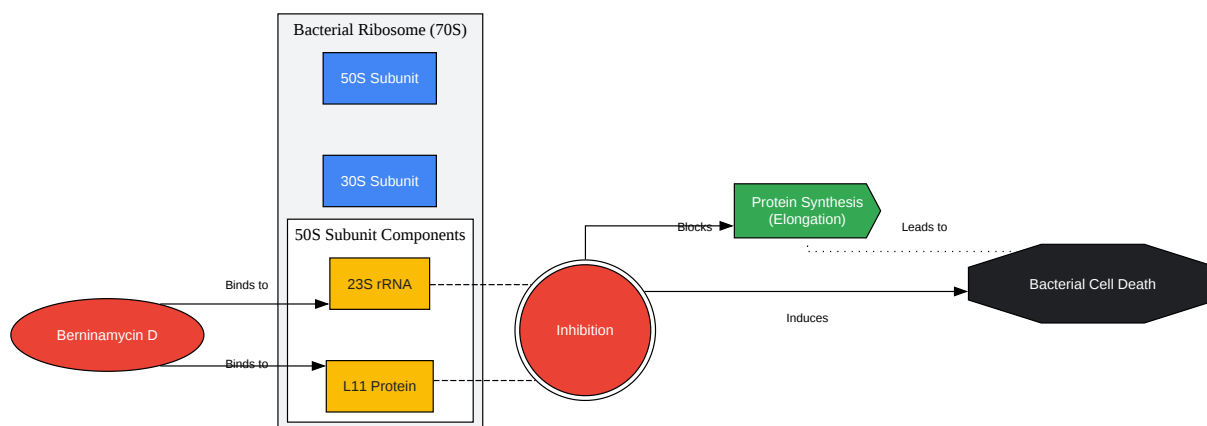 Bacterial Ribosome (70S)
50S Subunit
30S Subunit
50S Subunit Components
23S rRNA
L11 Protein
Binds to
Binds to
Berninamycin D
Inhibition
Blocks
Protein Synthesis
(Elongation)
Leads to
Induces
Bacterial Cell Death